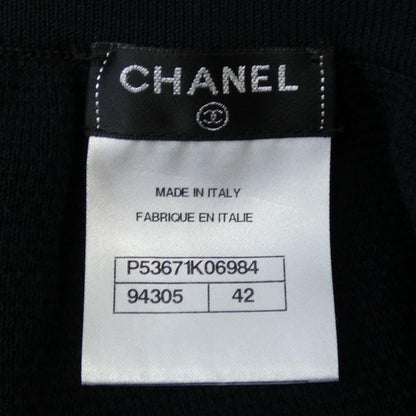 CHANEL
MADE IN ITALY
FABRIQUE EN ITALIE
P53671K06984
94305 42